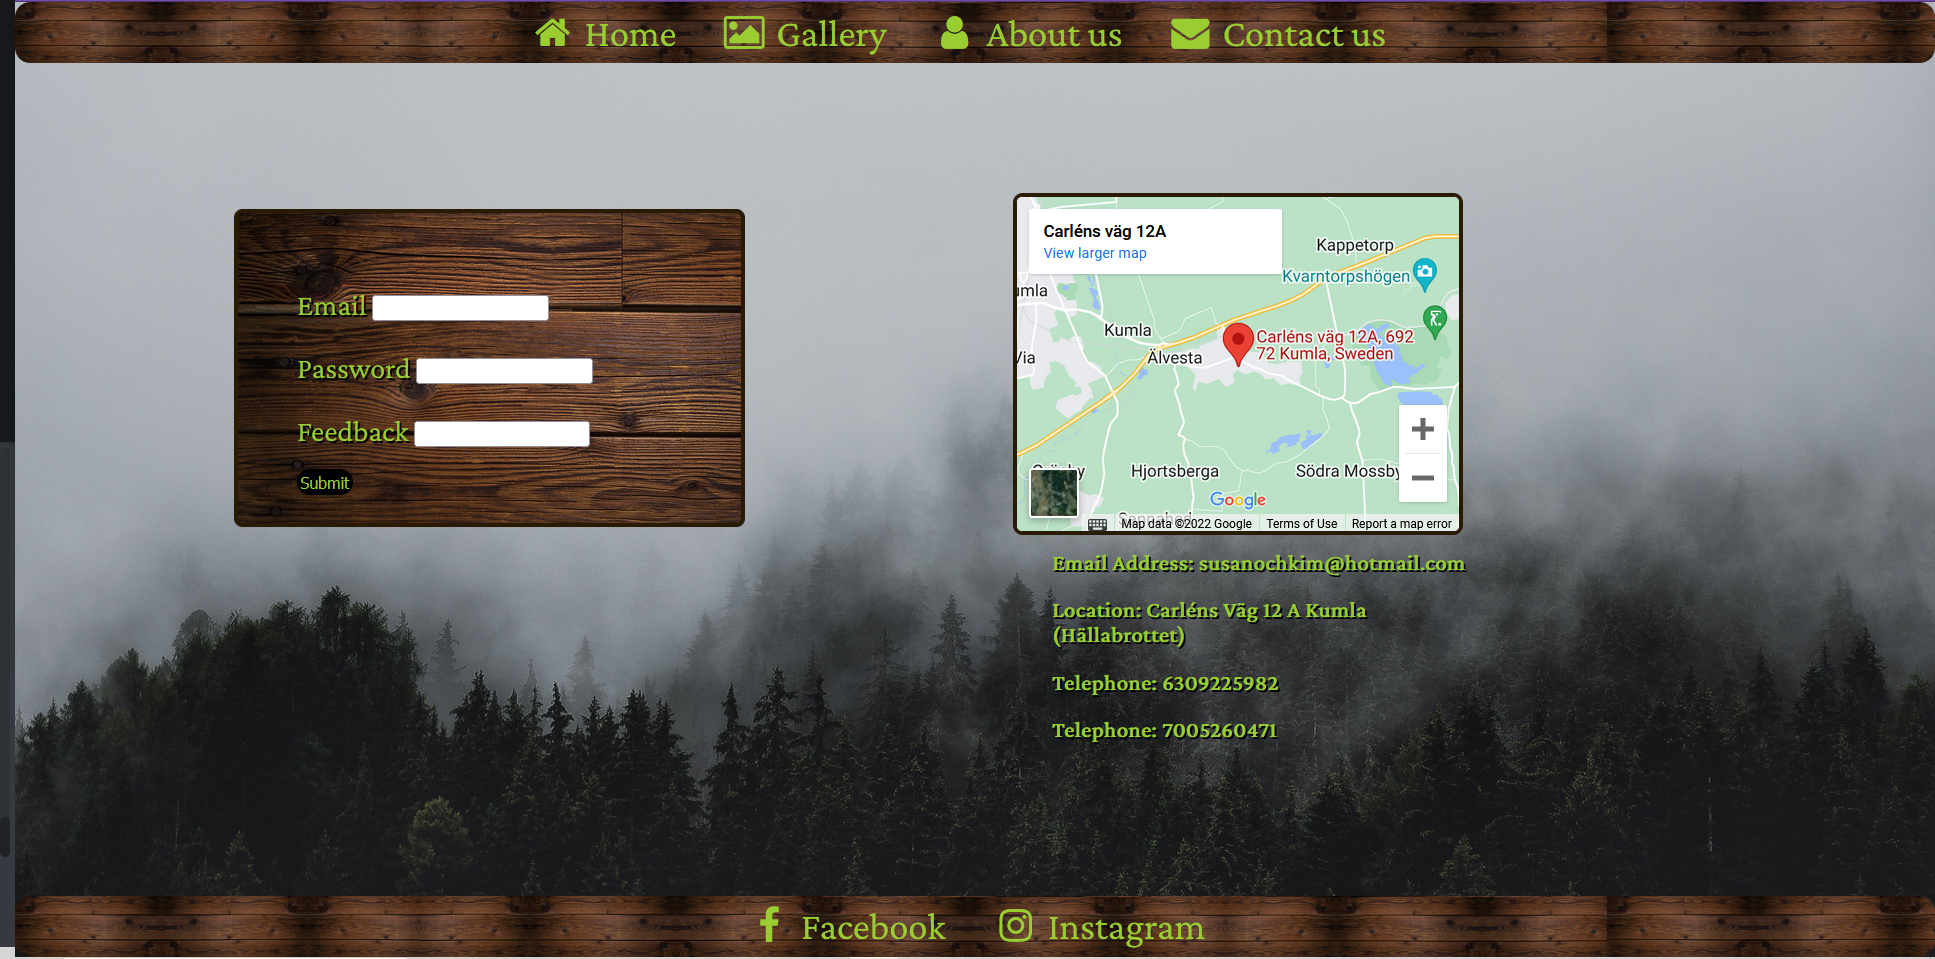 Home Gallery About us Contact us
Email
Password
Feedback
Submit
Carléns väg 12A
View larger map
Kappetorp
Kvarntorpshögen
umla
Kumla
Carléns väg 12A, 692
72 Kumla, Sweden
Via
Älvesta
Hjortsberga
Södra Mossby
Google
Map data ©2022 Google Terms of Use Report a map error
Email Address: susanochkim@hotmail.com
Location: Carléns Väg 12 A Kumla
(Hällabrottet)
Telephone: 6309225982
Telephone: 7005260471
Facebook Instagram